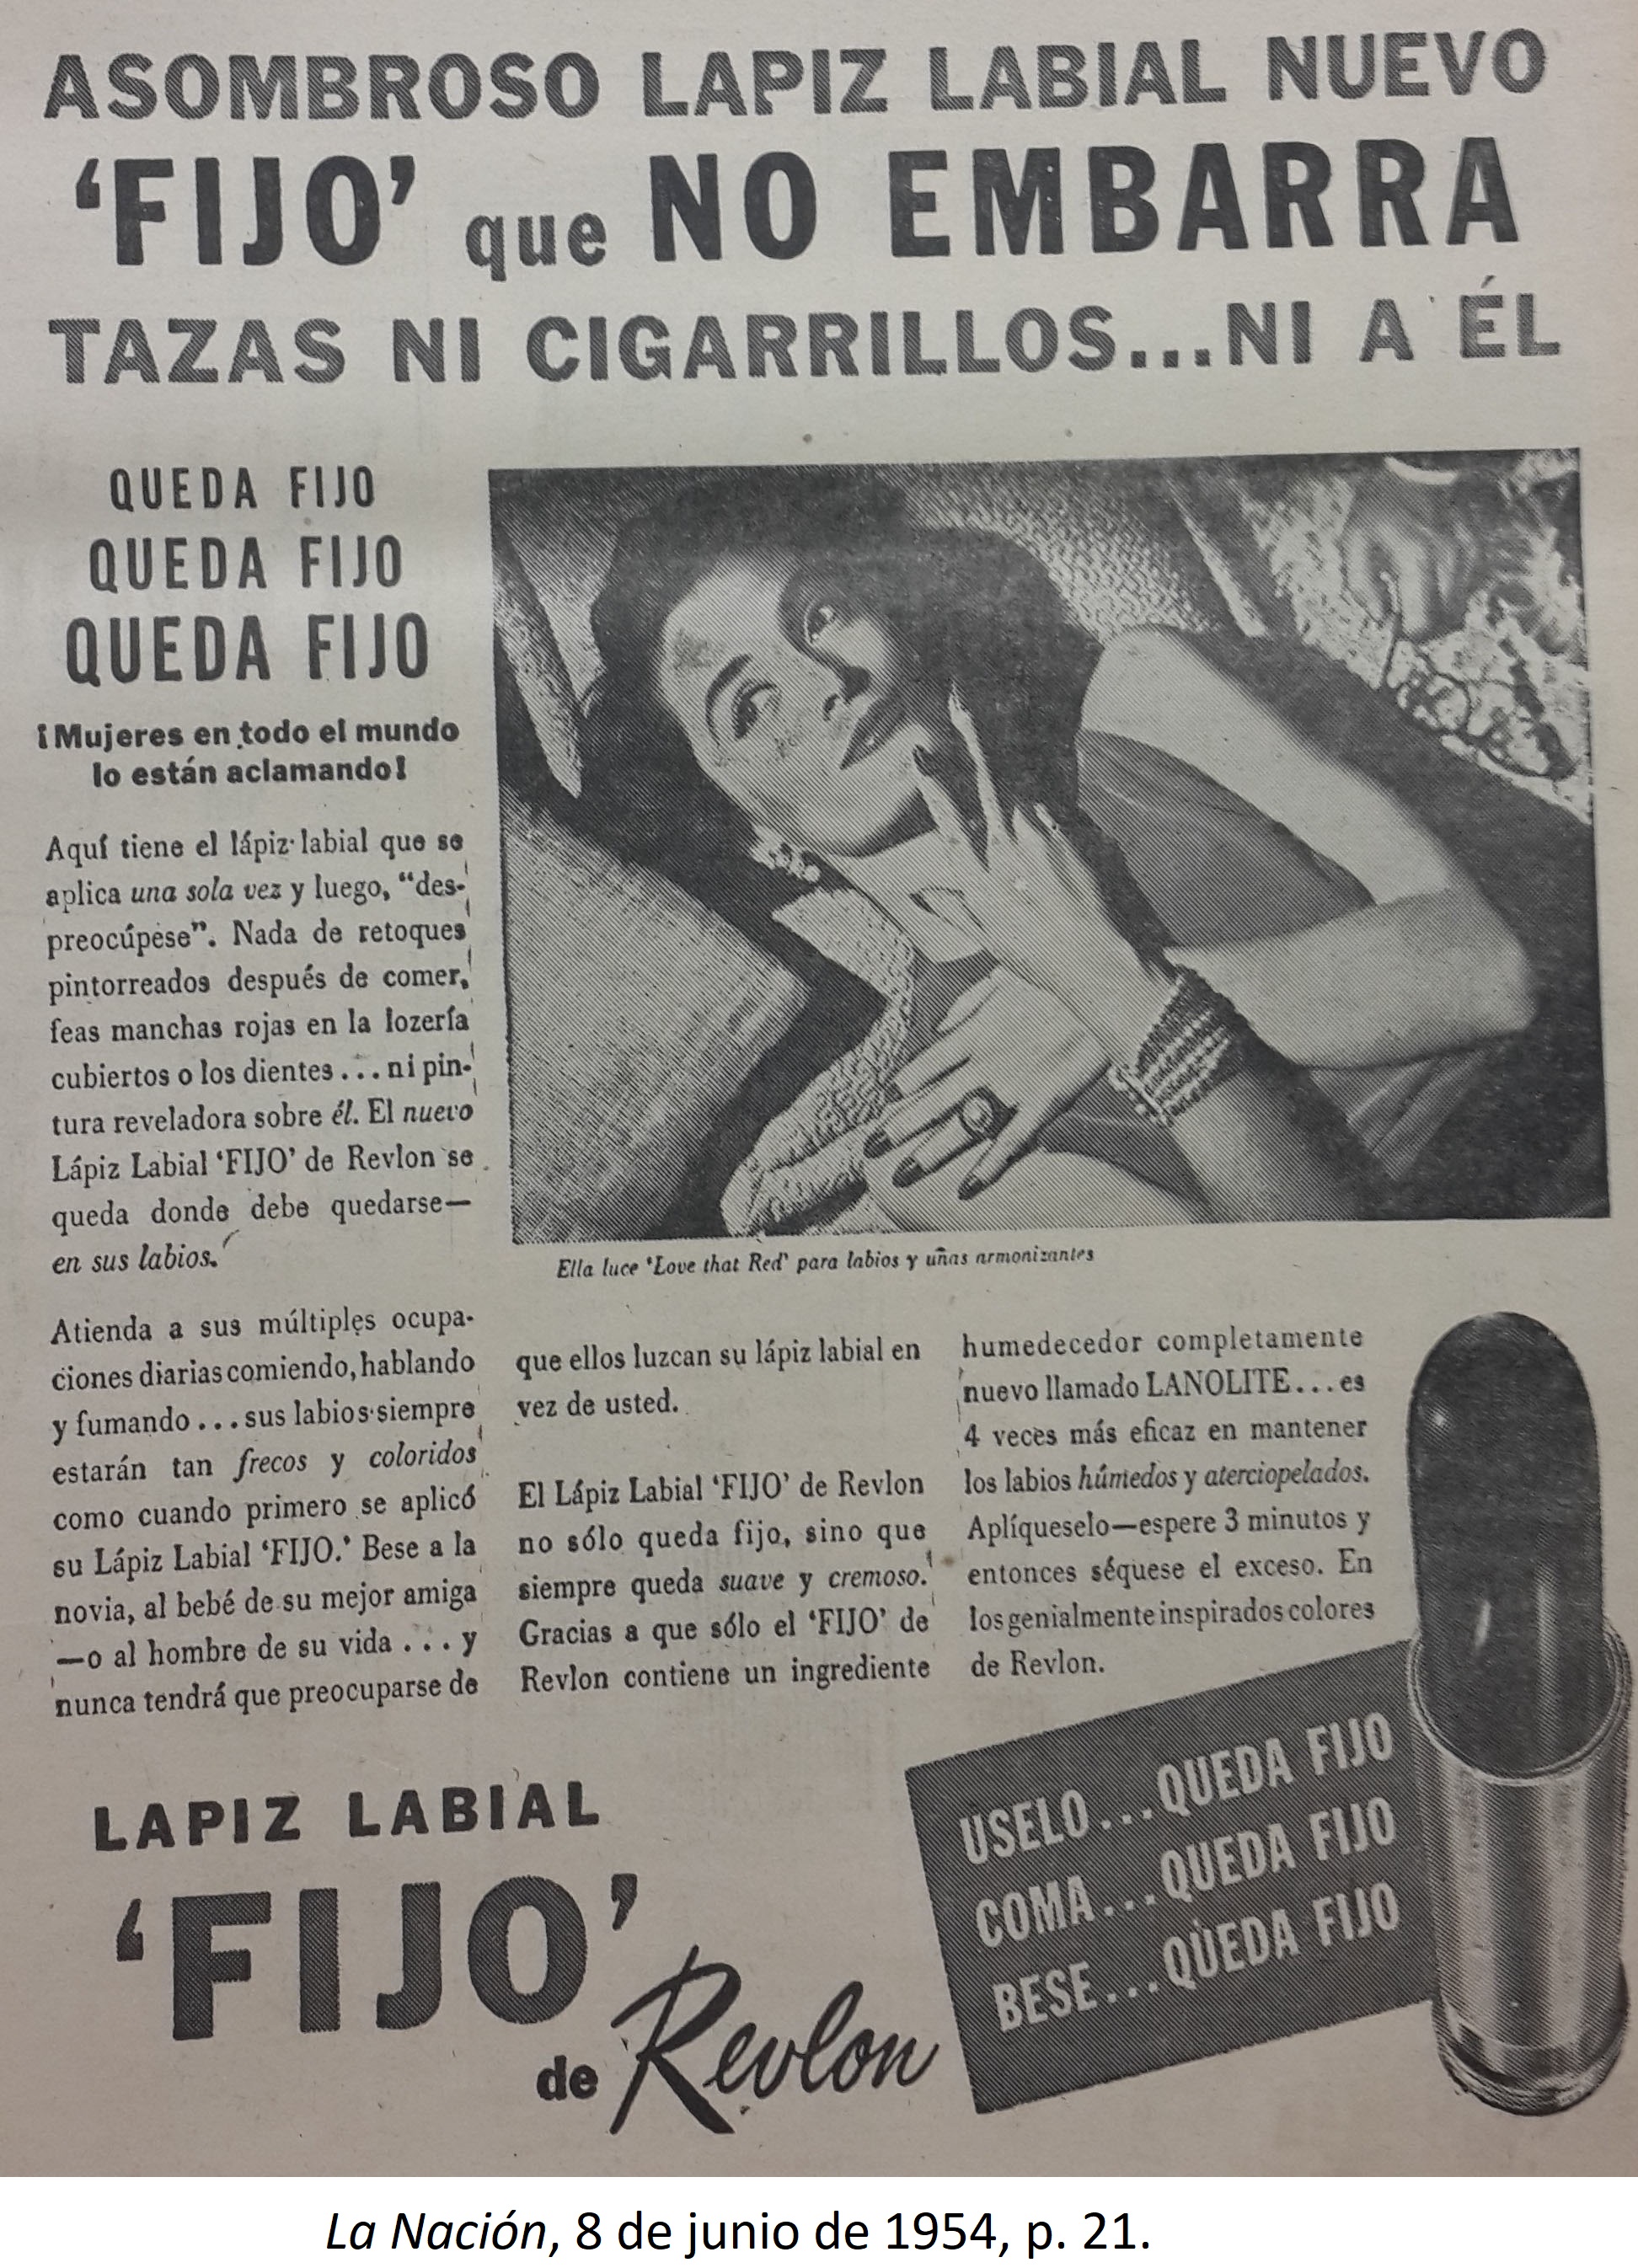 ASOMBROSO LAPIZ LABIAL NUEVO
‘FIJO’ que NO EMBARRA
TAZAS NI CIGARRILLOS...NI A ÉL
QUEDA FIJO
QUEDA FIJO
QUEDA FIJO
¡Mujeres en todo el mundo
lo están aclamando!
Aquí tiene el lápiz labial que se
aplica una sola vez y luego, “des-
preocúpese”. Nada de retoques
pintorreados después de comer,
feas manchas rojas en la lozería
cubiertos o los dientes...ni pin-
tura reveladora sobre él. El nuevo
Lápiz Labial ‘FIJO’ de Revlon se
queda donde debe quedarse—
en sus labios.
Ella luce ‘Love that Red’ para labios y uñas armonizantes
Atienda a sus múltiples ocupa-
ciones diarias comiendo, hablando
y fumando...sus labios siempre
estarán tan frecos y coloridos
como cuando primero se aplicó
su Lápiz Labial ‘FIJO.’ Bese a la
novia, al bebé de su mejor amiga
—o al hombre de su vida...y
nunca tendrá que preocuparse de
que ellos luzcan su lápiz labial en
vez de usted.
El Lápiz Labial ‘FIJO’ de Revlon
no sólo queda fijo, sino que
siempre queda suave y cremoso.
Gracias a que sólo el ‘FIJO’ de
Revlon contiene un ingrediente
humedecedor completamente
nuevo llamado LANOLITE...es
4 veces más eficaz en mantener
los labios húmedos y aterciopelados.
Aplíqueselo—espere 3 minutos y
entonces séquese el exceso. En
los genialmente inspirados colores
de Revlon.
LAPIZ LABIAL
‘FIJO’
de Revlon
USELO...QUEDA FIJO
COMA...QUEDA FIJO
BESE...QUEDA FIJO
La Nación, 8 de junio de 1954, p. 21.